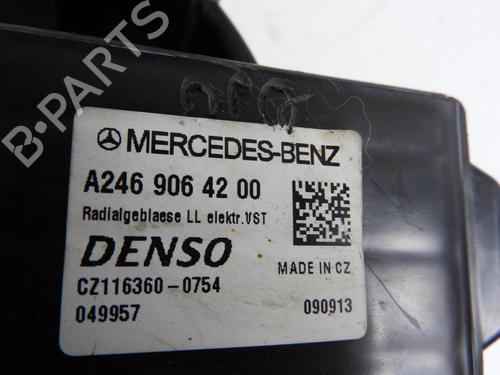 B-PARTS
MERCEDES-BENZ
A246 906 42 00
Radialgeblaese LL elektr.VST
DENSO
MADE IN CZ
CZ116360-0754
049957
090913